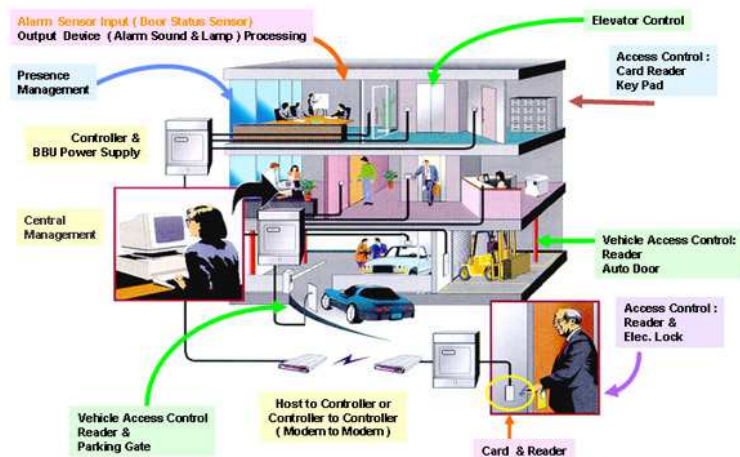 Alarm Sensor Input ( Door Status Sensor)
Output Device ( Alarm Sound & Lamp ) Processing
Elevator Control
Presence
Management
Access Control :
Card Reader
Key Pad
Controller &
BBU Power Supply
Central
Management
Vehicle Access Control:
Reader
Auto Door
Access Control :
Reader &
Elec. Lock
Vehicle Access Control
Reader &
Parking Gate
Host to Controller or
Controller to Controller
( Modern to Modern )
Card & Reader